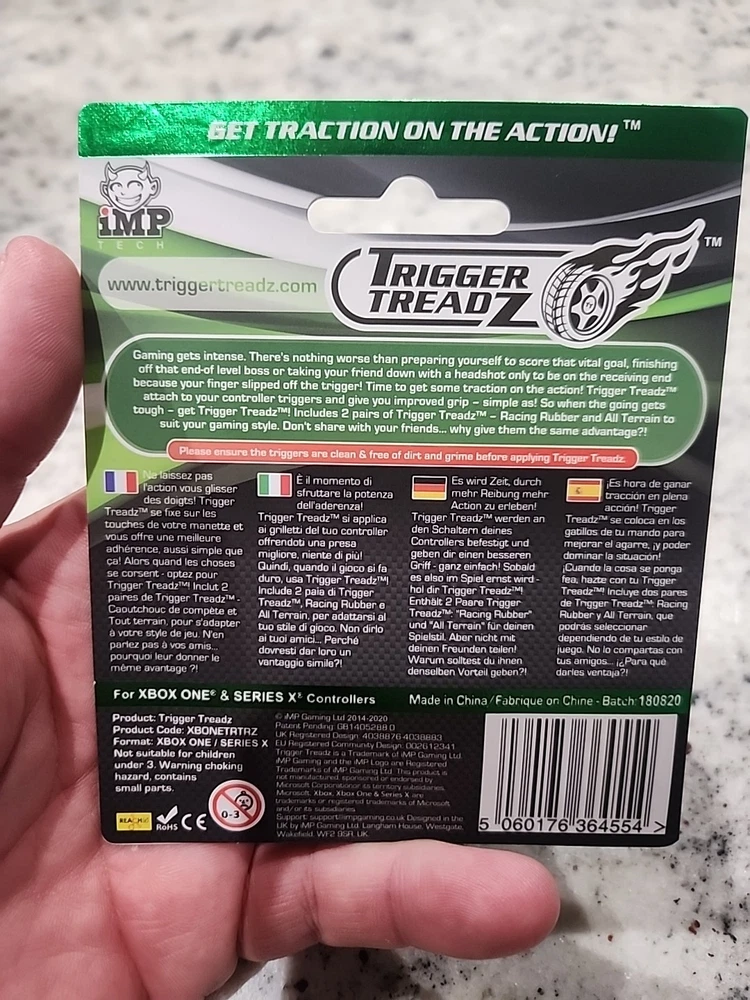 GET TRACTION ON THE ACTION! ™
iMP
TECH
www.triggertreadz.com
TRIGGER
TREADZ
™
Gaming gets intense. There's nothing worse than preparing yourself to score that vital goal, finishing
off that end-of level boss or taking your friend down with a headshot only to be on the receiving end
because your finger slipped off the trigger! Time to get some traction on the action! Trigger Treadz™
attach to your controller triggers and give you improved grip – simple as! So when the going gets
tough – get Trigger Treadz™! Includes 2 pairs of Trigger Treadz™ – Racing Rubber and All Terrain to
suit your gaming style. Don't share with your friends... why give them the same advantage?!
Please ensure the triggers are clean & free of dirt and grime before applying Trigger Treadz.
Ne laissez pas
l'action vous glisser
des doigts! Trigger
Treadz™ se fixe sur les
touches de votre manette et
vous offre une meilleure
adhérence, aussi simple que
ça! Alors quand les choses
se corsent - optez pour
Trigger Treadz™! Inclut 2
paires de Trigger Treadz™ -
Caoutchouc de compète et
Tout terrain, pour s'adapter
à votre style de jeu. N'en
parlez pas à vos amis...
pourquoi leur donner le
même avantage ?!
È il momento di
sfruttare la potenza
dell'aderenza!
Trigger Treadz™ si applica
ai grilletti del tuo controller
offrendoti una presa
migliore, niente di più!
Quindi, quando il gioco si fa
duro, usa Trigger Treadz™!
Include 2 paia di Trigger
Treadz™, Racing Rubber e
All Terrain, per adattarsi al
tuo stile di gioco. Non dirlo
ai tuoi amici... Perché
dovresti dar loro un
vantaggio simile?!
Es wird Zeit, durch
mehr Reibung mehr
Action zu erleben!
Trigger Treadz™ werden an
den Schaltern deines
Controllers befestigt und
geben dir einen besseren
Griff - ganz einfach! Sobald
es also im Spiel ernst wird -
hol dir Trigger Treadz™!
Enthält 2 Paare Trigger
Treadz™: "Racing Rubber"
und "All Terrain" für deinen
Spielstil. Aber nicht mit
deinen Freunden teilen!
Warum solltest du ihnen
denselben Vorteil geben?!
¡Es hora de ganar
tracción en plena
acción! Trigger
Treadz™ se coloca en los
gatillos de tu mando para
mejorar el agarre, ¡y poder
dominar la situación!
¡Cuando la cosa se ponga
fea, hazte con tu Trigger
Treadz™! Incluye dos pares
de Trigger Treadz™: Racing
Rubber y All Terrain, que
podrás seleccionar
dependiendo de tu estilo de
juego. No lo compartas con
tus amigos... ¡¿Para qué
darles ventaja?!
For XBOX ONE® & SERIES X® Controllers
Made in China/Fabrique en Chine - Batch: 180820
Product: Trigger Treadz
Product Code: XBONETRTRZ
Format: XBOX ONE / SERIES X
Not suitable for children
under 3. Warning choking
hazard, contains
small parts.
REACH
RoHS
CE
0-3
© iMP Gaming Ltd 2014-2020
Patent Pending: GB1405288.0
UK Registered Design: 4038876 4038883
EU Registered Community Design: 002612341
Trigger Treadz is a Trademark of iMP Gaming Ltd.
iMP Gaming and the iMP Logo are Registered
Trademarks of iMP Gaming Ltd. This product is
not manufactured, sponsored or endorsed by
Microsoft Corporation or its territory subsidiaries.
Microsoft, Xbox, Xbox One & Series X are
trademarks or registered trademarks of Microsoft
and/or its subsidiaries.
Support: support@impgaming.co.uk Designed in the
UK by iMP Gaming Ltd. Langham House, Westgate,
Wakefield, WF2 9SR, UK.
5 060176 364554 >